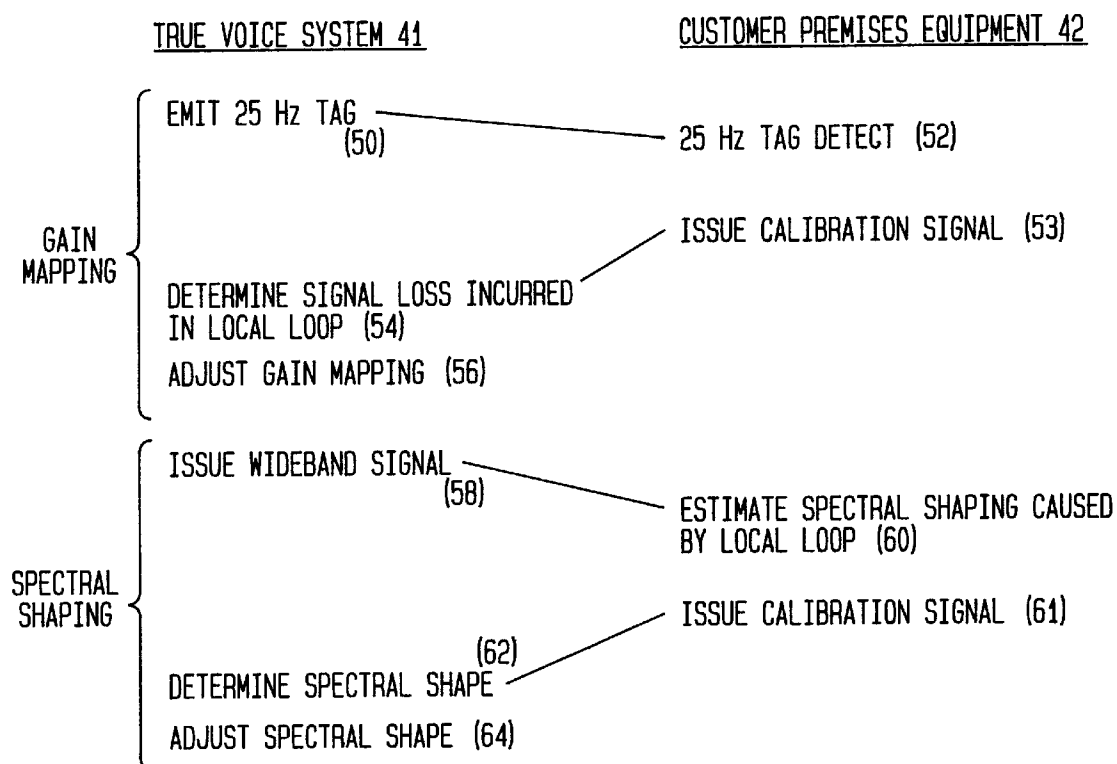 TRUE VOICE SYSTEM 41
CUSTOMER PREMISES EQUIPMENT 42
GAIN
MAPPING
EMIT 25 Hz TAG
(50)
25 Hz TAG DETECT (52)
ISSUE CALIBRATION SIGNAL (53)
DETERMINE SIGNAL LOSS INCURRED
IN LOCAL LOOP (54)
ADJUST GAIN MAPPING (56)
SPECTRAL
SHAPING
ISSUE WIDEBAND SIGNAL
(58)
ESTIMATE SPECTRAL SHAPING CAUSED
BY LOCAL LOOP (60)
ISSUE CALIBRATION SIGNAL (61)
(62)
DETERMINE SPECTRAL SHAPE
ADJUST SPECTRAL SHAPE (64)